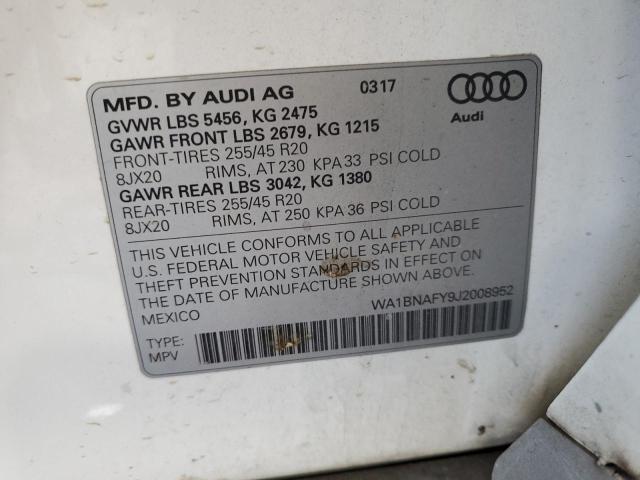 MFD. BY AUDI AG 0317
GVWR LBS 5456, KG 2475
GAWR FRONT LBS 2679, KG 1215
FRONT-TIRES 255/45 R20
8JX20 RIMS, AT 230 KPA 33 PSI COLD
GAWR REAR LBS 3042, KG 1380
REAR-TIRES 255/45 R20
8JX20 RIMS, AT 250 KPA 36 PSI COLD
Audi
THIS VEHICLE CONFORMS TO ALL APPLICABLE
U.S. FEDERAL MOTOR VEHICLE SAFETY AND
THEFT PREVENTION STANDARDS IN EFFECT ON
THE DATE OF MANUFACTURE SHOWN ABOVE.
MEXICO WA1BNAFY9J2008952
TYPE:
MPV